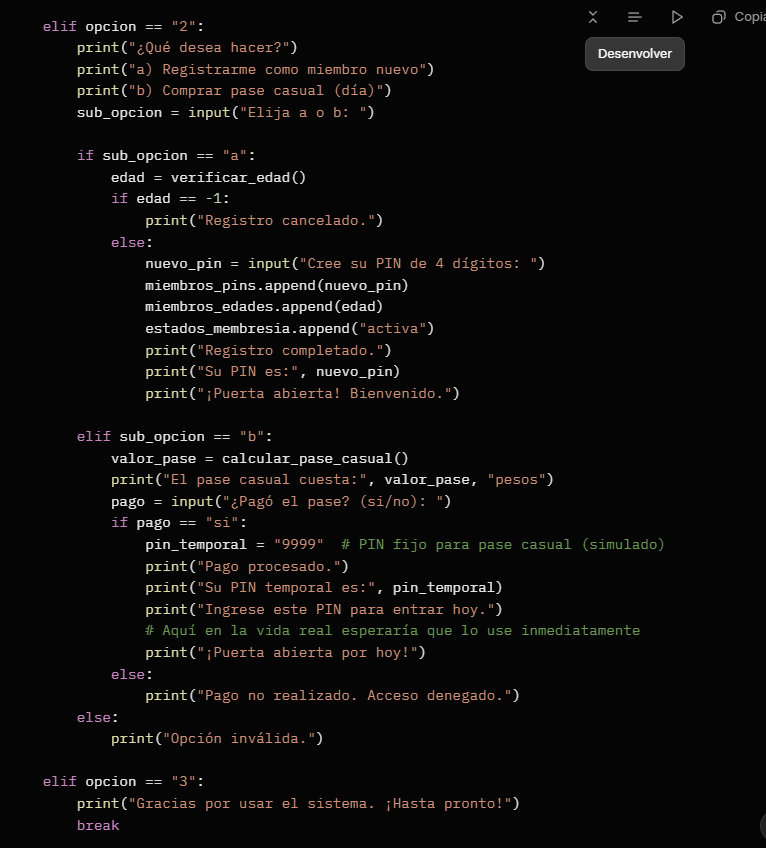 elif opcion == "2":
Copia
print("¿Qué desea hacer?")
Desenvolver
print("a) Registrarme como miembro nuevo")
print("b) Comprar pase casual (día)")
sub_opcion = input("Elija a o b: ")
if sub_opcion == "a":
edad = verificar_edad()
if edad == -1:
print("Registro cancelado.")
else:
nuevo_pin = input("Cree su PIN de 4 dígitos: ")
miembros_pins.append(nuevo_pin)
miembros_edades.append(edad)
estados_membresia.append("activa")
print("Registro completado.")
print("Su PIN es:", nuevo_pin)
print("¡Puerta abierta! Bienvenido.")
elif sub_opcion == "b":
valor_pase = calcular_pase_casual()
print("El pase casual cuesta:", valor_pase, "pesos")
pago = input("¿Pagó el pase? (si/no): ")
if pago == "si":
pin_temporal = "9999"  # PIN fijo para pase casual (simulado)
print("Pago procesado.")
print("Su PIN temporal es:", pin_temporal)
print("Ingrese este PIN para entrar hoy.")
# Aquí en la vida real esperaría que lo use inmediatamente
print("¡Puerta abierta por hoy!")
else:
print("Pago no realizado. Acceso denegado.")
else:
print("Opción inválida.")
elif opcion == "3":
print("Gracias por usar el sistema. ¡Hasta pronto!")
break